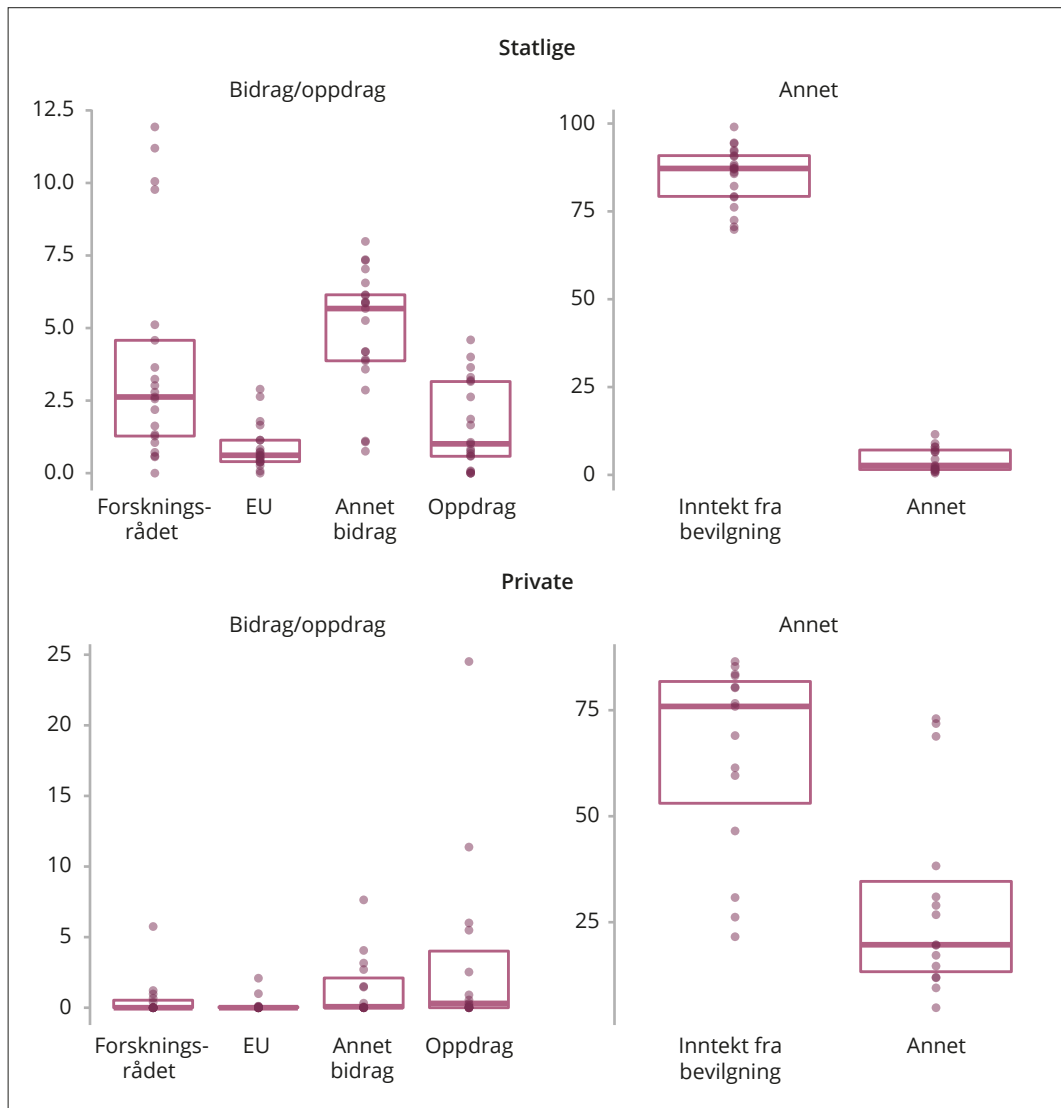 Statlige
Bidrag/oppdrag
12.5
10.0
7.5
5.0
2.5
0.0
Forsknings-
rådet
EU
Annet
bidrag
Oppdrag
Annet
100
75
50
25
0
Inntekt fra
bevilgning
Annet
Private
Bidrag/oppdrag
25
20
15
10
5
0
Forsknings-
rådet
EU
Annet
bidrag
Oppdrag
Annet
75
50
25
Inntekt fra
bevilgning
Annet